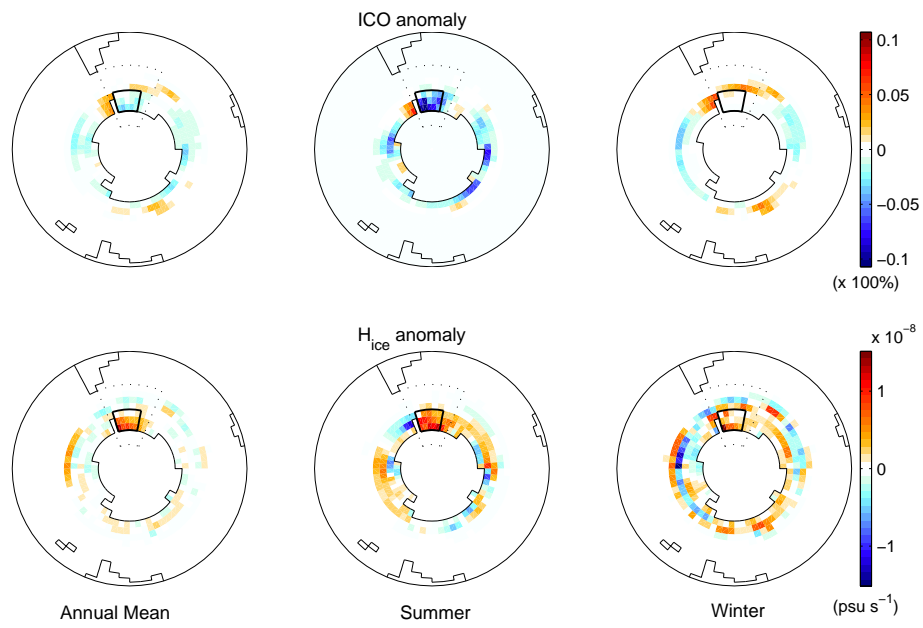 ICO anomaly
0.1
0.05
0
−0.05
−0.1
(x 100%)
H_ice anomaly
x 10^-8
1
0
−1
(psu s^−1)
Annual Mean
Summer
Winter